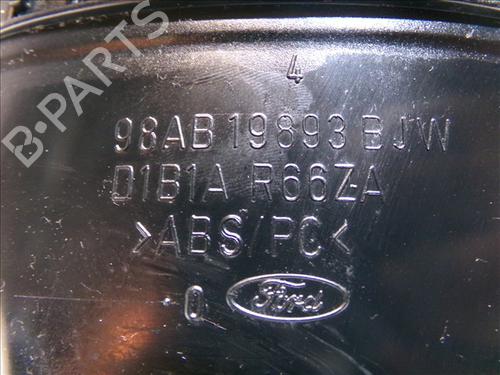 B-PARTS
4
98AB 19893 BJW
D1B1A R66ZA
>ABS/PC<
0 Ford